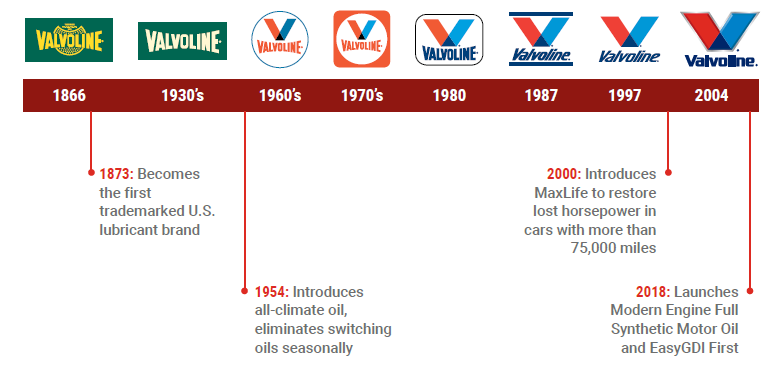 VALVOLINE
VALVOLINE
VALVOLINE
VALVOLINE
VALVOLINE
Valvoline
Valvoline
Valvoline
1866
1930's
1960's
1970's
1980
1987
1997
2004
1873: Becomes
the first
trademarked U.S.
lubricant brand
1954: Introduces
all-climate oil,
eliminates switching
oils seasonally
2000: Introduces
MaxLife to restore
lost horsepower in
cars with more than
75,000 miles
2018: Launches
Modern Engine Full
Synthetic Motor Oil
and EasyGDI First